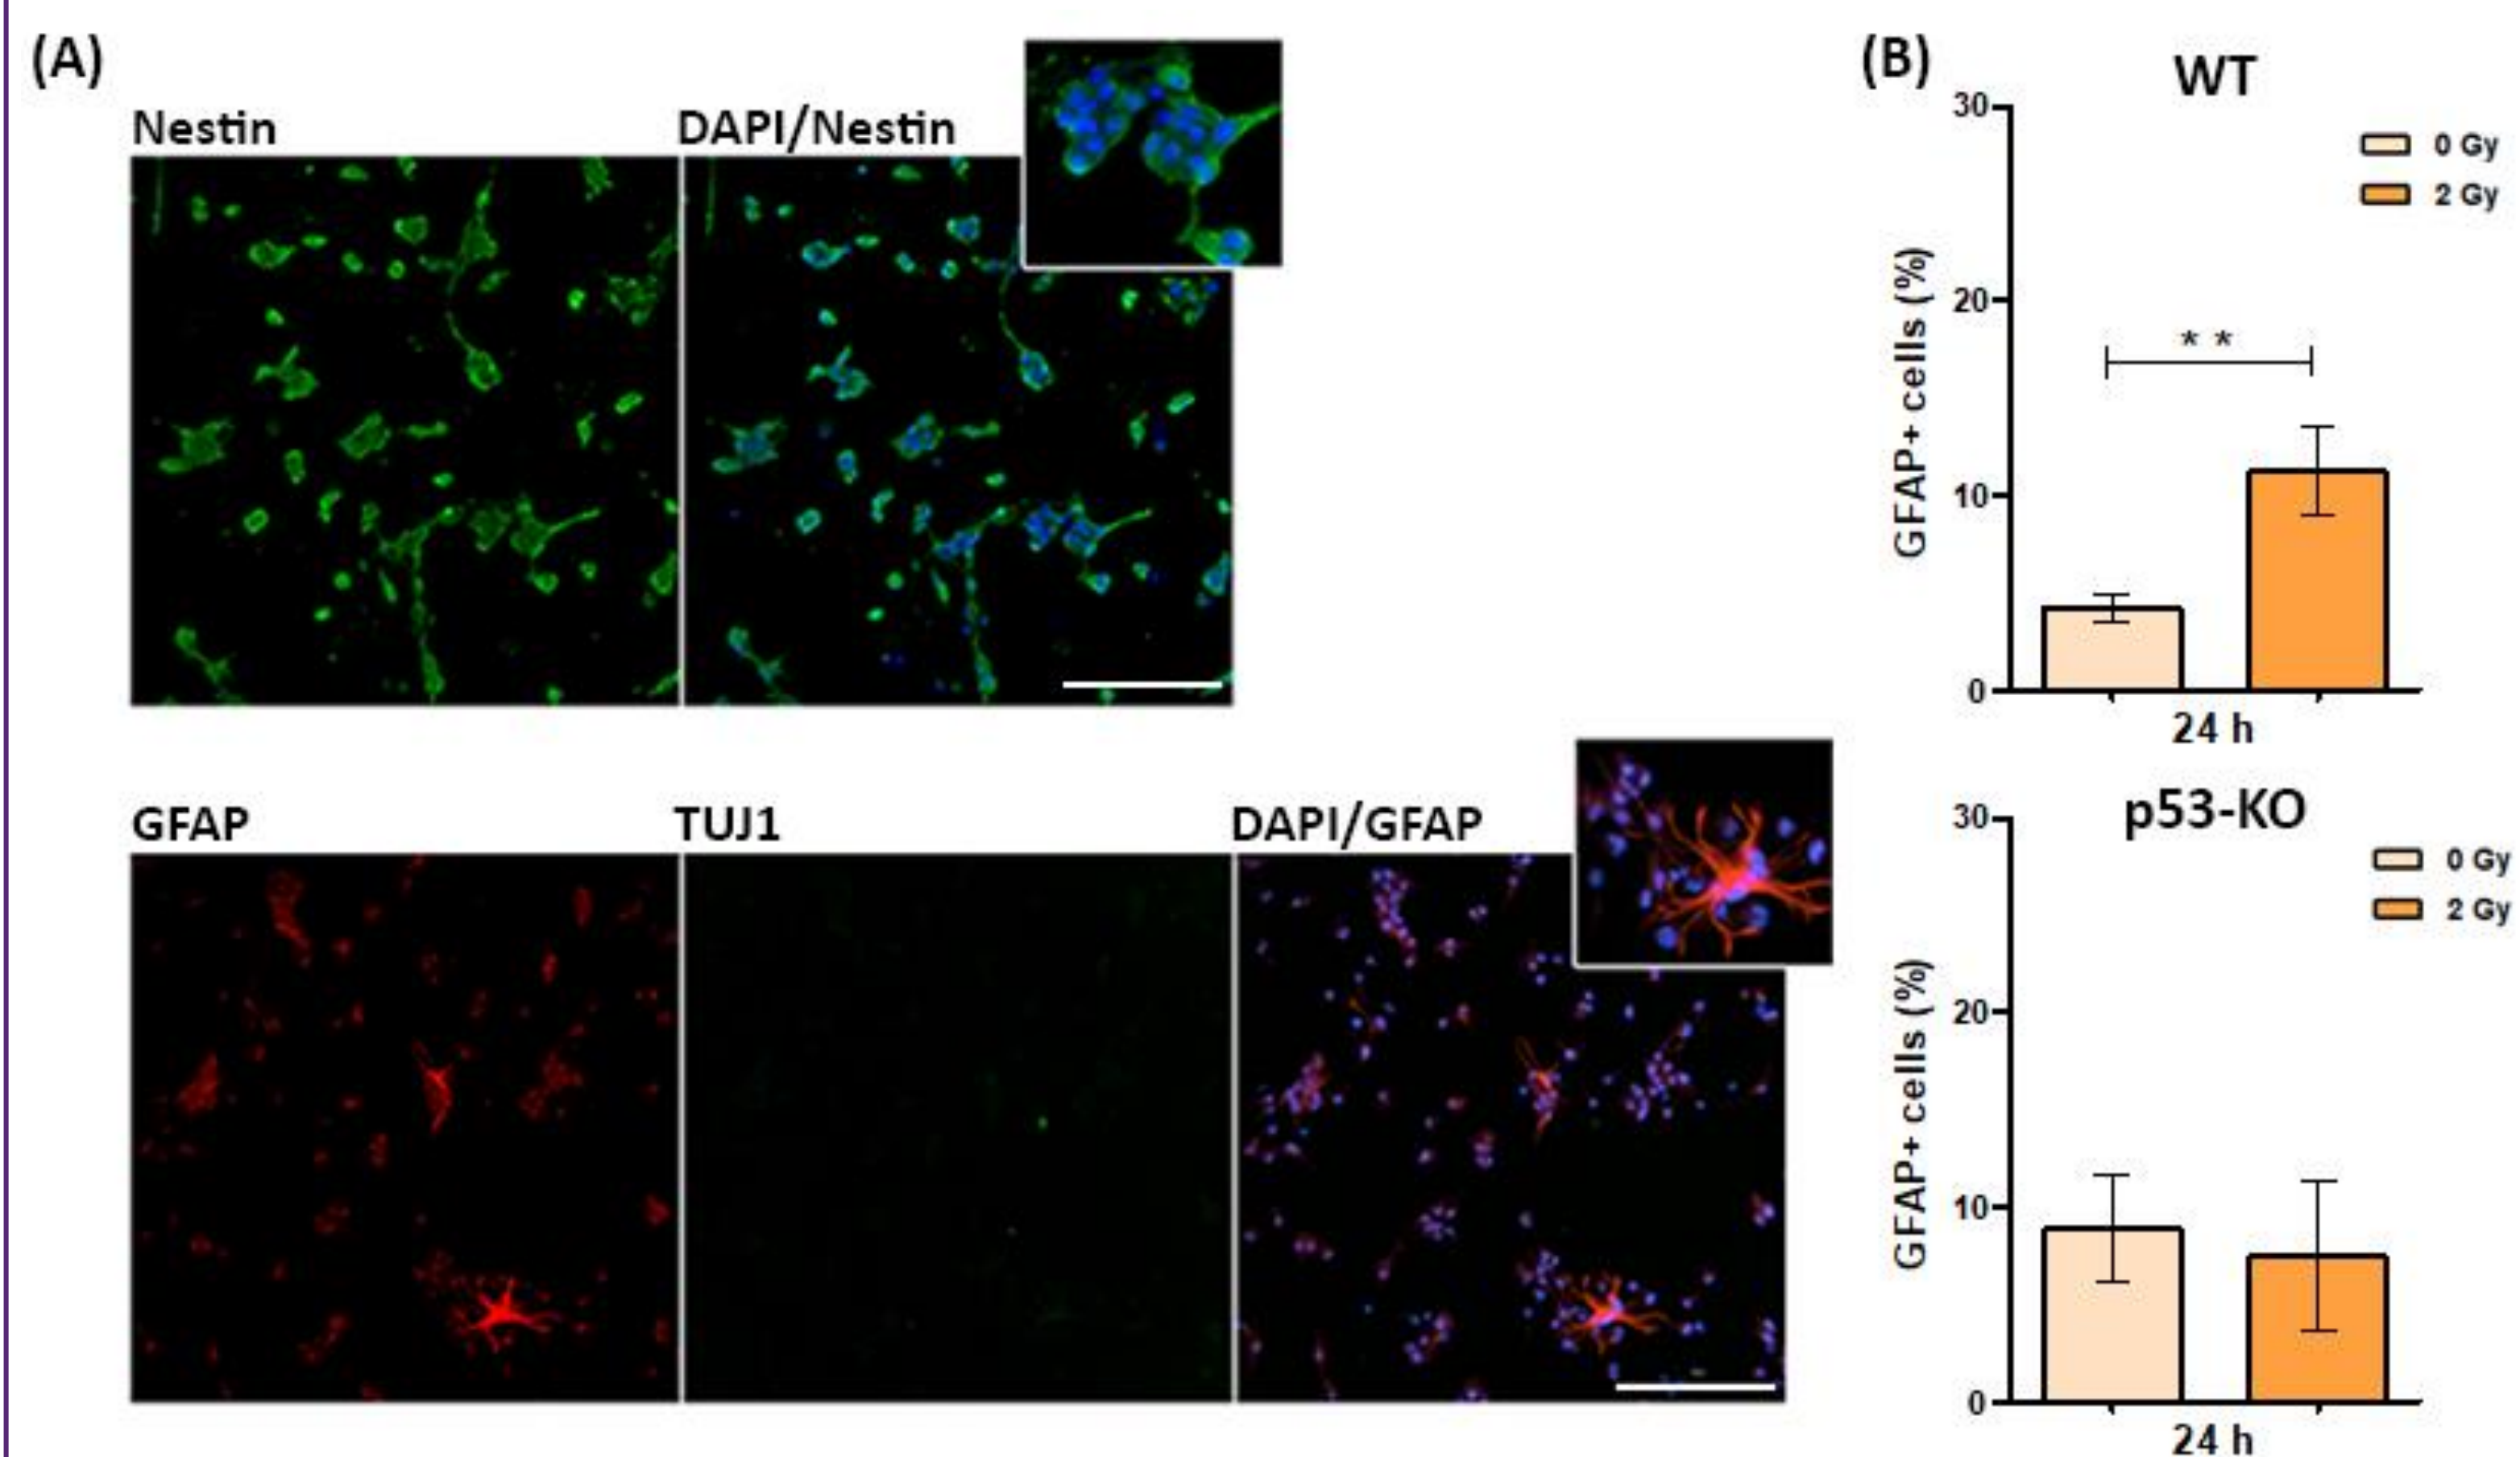 (A)
Nestin
DAPI/Nestin
GFAP
TUJ1
DAPI/GFAP
(B)
WT
30
20
10
0
GFAP+ cells (%)
0 Gy
2 Gy
* *
24 h
p53-KO
30
20
10
0
GFAP+ cells (%)
0 Gy
2 Gy
24 h